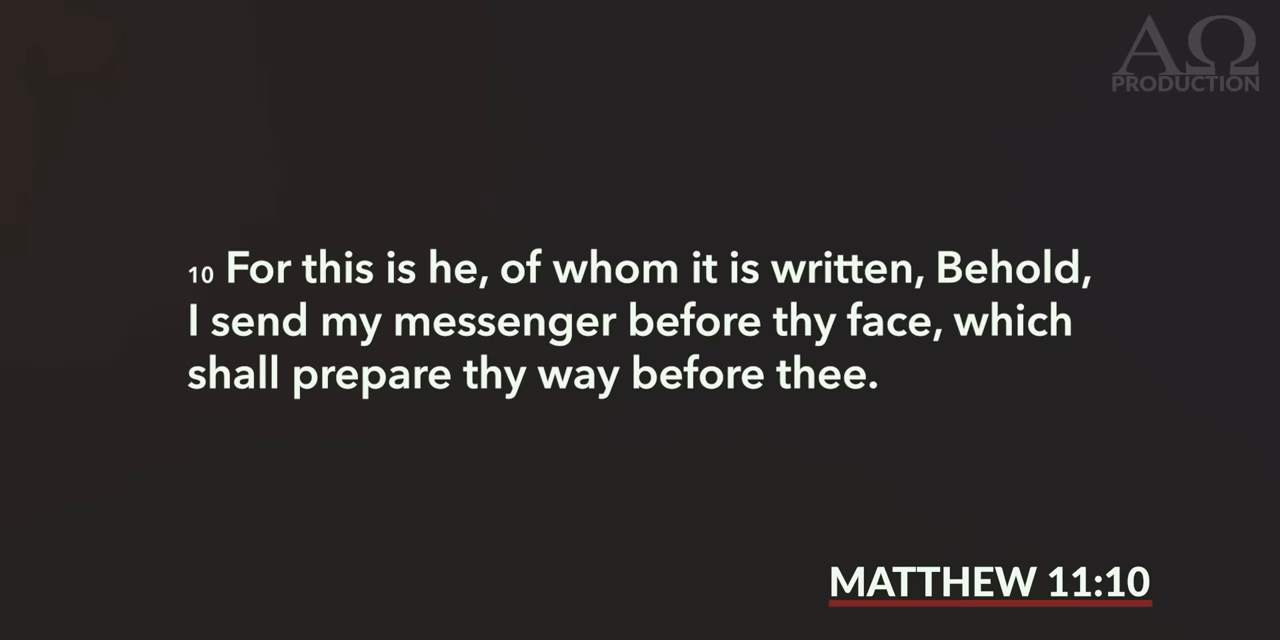 ΑΩ
PRODUCTION
10 For this is he, of whom it is written, Behold,
I send my messenger before thy face, which
shall prepare thy way before thee.
MATTHEW 11:10